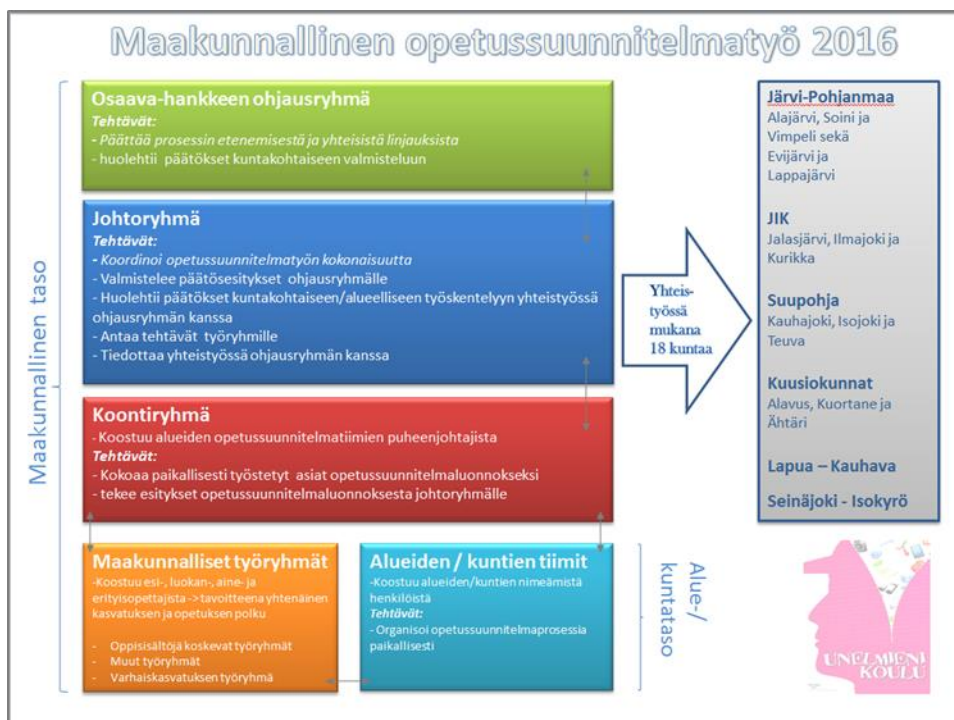 Maakunnallinen opetussuunnitelmatyö 2016
Maakunnallinen taso
Osaava-hankkeen ohjausryhmä
Tehtävät:
- Päättää prosessin etenemisestä ja yhteisistä linjauksista
- huolehtii päätökset kuntakohtaiseen valmisteluun
Johtoryhmä
Tehtävät:
- Koordinoi opetussuunnitelmatyön kokonaisuutta
- Valmistelee päätösesitykset ohjausryhmälle
- Huolehtii päätökset kuntakohtaiseen/alueelliseen työskentelyyn yhteistyössä
ohjausryhmän kanssa
- Antaa tehtävät työryhmille
- Tiedottaa yhteistyössä ohjausryhmän kanssa
Koontiryhmä
- Koostuu alueiden opetussuunnitelmatiimien puheenjohtajista
Tehtävät:
- Kokoaa paikallisesti työstetyt asiat opetussuunnitelmaluonnokseksi
- tekee esitykset opetussuunnitelmaluonnoksesta johtoryhmälle
Maakunnalliset työryhmät
-Koostuu esi-, luokan-, aine- ja
erityisopettajista ->tavoitteena yhtenäinen
kasvatuksen ja opetuksen polku
- Oppisisältöjä koskevat työryhmät
- Muut työryhmät
- Varhaiskasvatuksen työryhmä
Alueiden / kuntien tiimit
-Koostuu alueiden/kuntien nimeämistä
henkilöistä
Tehtävät:
- Organisoi opetussuunnitelmaprosessia
paikallisesti
Alue-/
kuntataso
Yhteis-
työssä
mukana
18 kuntaa
Järvi-Pohjanmaa
Alajärvi, Soini ja
Vimpeli sekä
Evijärvi ja
Lappajärvi
JIK
Jalasjärvi, Ilmajoki ja
Kurikka
Suupohja
Kauhajoki, Isojoki ja
Teuva
Kuusiokunnat
Alavus, Kuortane ja
Ähtäri
Lapua – Kauhava
Seinäjoki - Isokyrö
UNELMIENI
KOULU